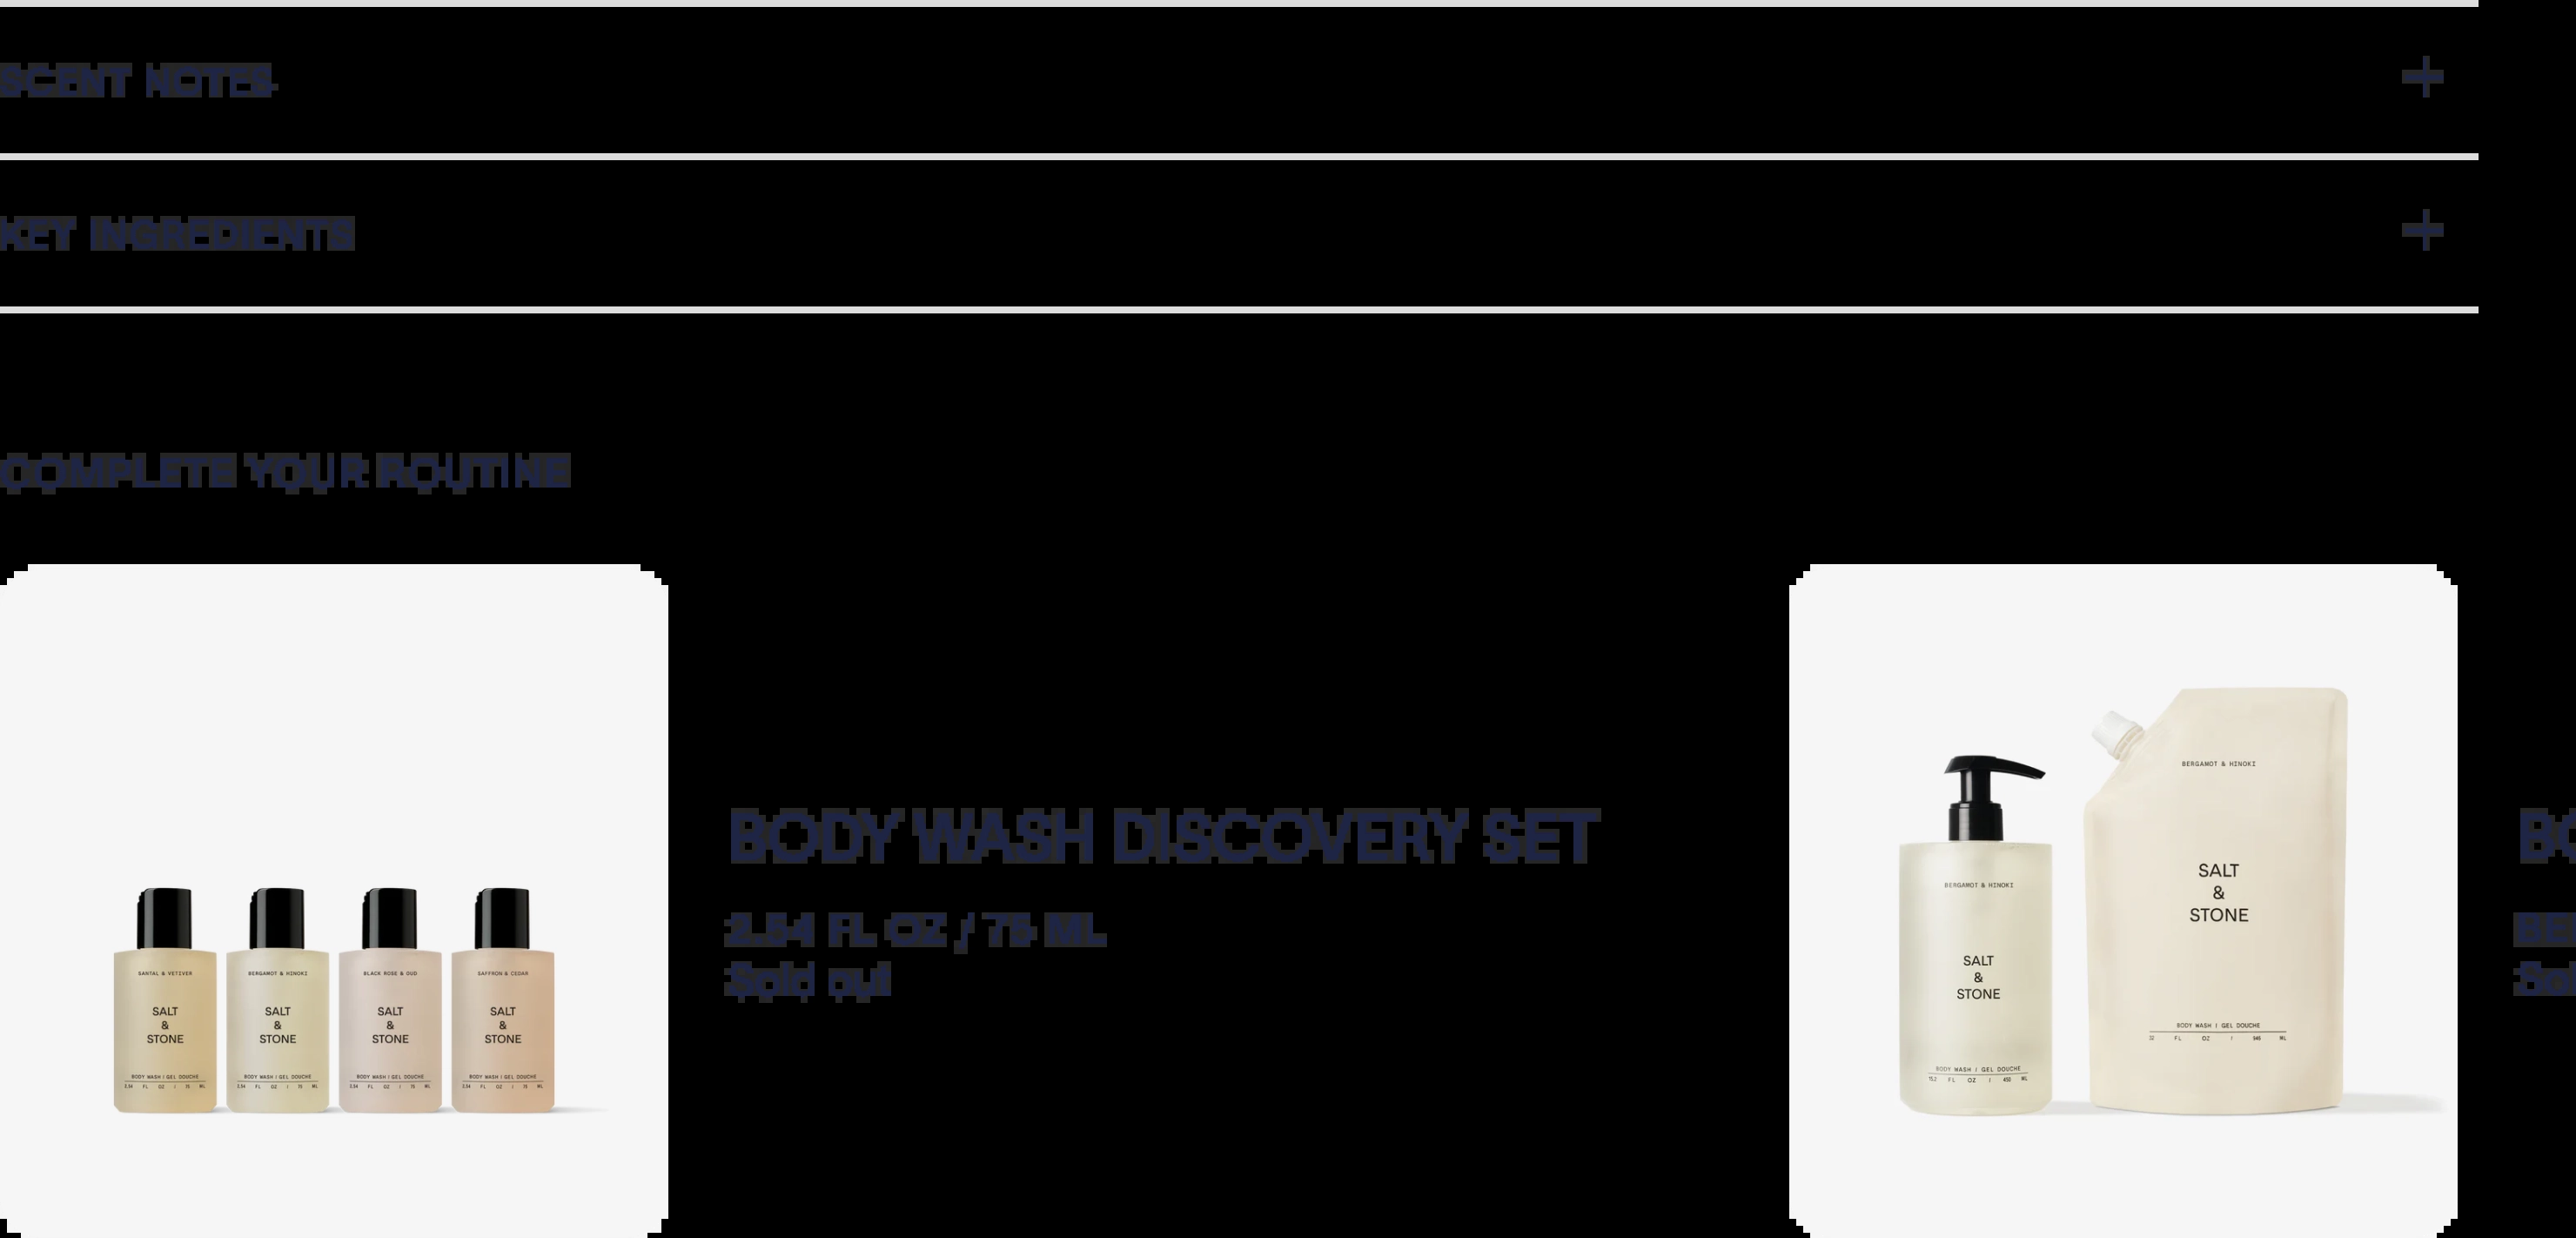 SCENT NOTES
KEY INGREDIENTS
COMPLETE YOUR ROUTINE
SANTAL & VETIVER
SALT
&
STONE
BODY WASH / GEL DOUCHE
2.54 FL OZ / 75 ML
BERGAMOT & HINOKI
SALT
&
STONE
BODY WASH / GEL DOUCHE
2.54 FL OZ / 75 ML
BLACK ROSE & OUD
SALT
&
STONE
BODY WASH / GEL DOUCHE
2.54 FL OZ / 75 ML
SAFFRON & CEDAR
SALT
&
STONE
BODY WASH / GEL DOUCHE
2.54 FL OZ / 75 ML
BODY WASH DISCOVERY SET
2.54 FL OZ / 75 ML
Sold out
BERGAMOT & HINOKI
SALT
&
STONE
BODY WASH / GEL DOUCHE
15.2 FL OZ / 450 ML
BERGAMOT & HINOKI
SALT
&
STONE
BODY WASH / GEL DOUCHE
32 FL OZ / 946 ML